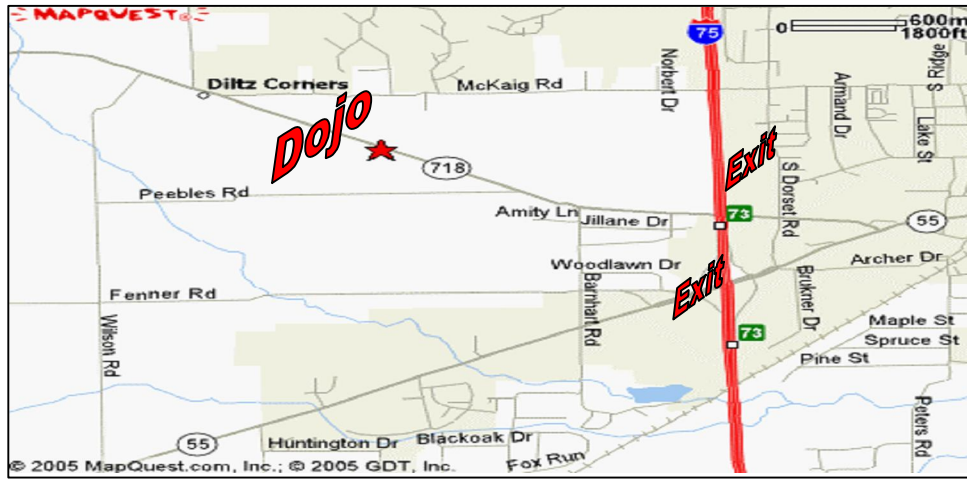 MAPQUEST
75
0
600m
1800ft
Diltz Corners
McKaig Rd
Norbert Dr
Armand Dr
S Ridge
Lake St
Dojo
718
Exit
S Dorset Rd
Peebles Rd
Amity Ln
Jillane Dr
73
55
Woodlawn Dr
Archer Dr
Exit
Fenner Rd
Barnhart Rd
Brukner Dr
Wilson Rd
73
Maple St
Spruce St
Pine St
Peters Rd
55
Huntington Dr
Blackoak Dr
Fox Run
© 2005 MapQuest.com, Inc.; © 2005 GDT, Inc.